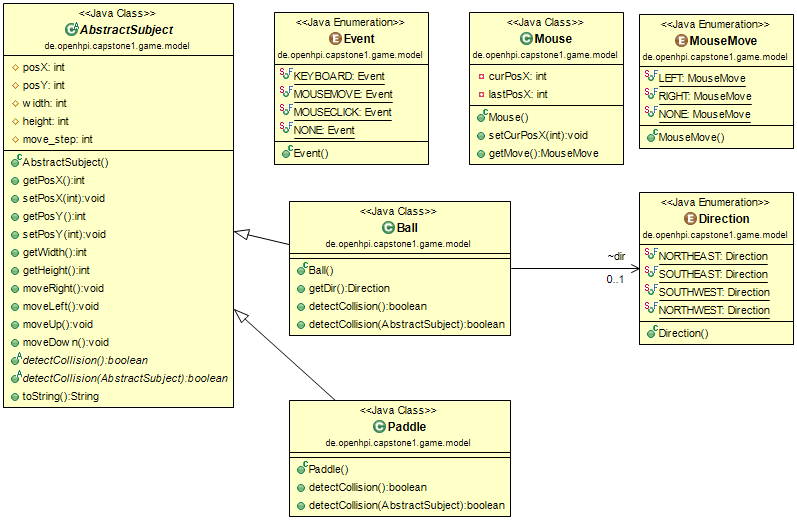 <<Java Class>>
AbstractSubject
de.openhpi.capstone1.game.model
posX: int
posY: int
width: int
height: int
move_step: int
AbstractSubject()
getPosX():int
setPosX(int):void
getPosY():int
setPosY(int):void
getWidth():int
getHeight():int
moveRight():void
moveLeft():void
moveUp():void
moveDown():void
detectCollision():boolean
detectCollision(AbstractSubject):boolean
toString():String
<<Java Enumeration>>
Event
de.openhpi.capstone1.game.model
KEYBOARD: Event
MOUSEMOVE: Event
MOUSECLICK: Event
NONE: Event
Event()
<<Java Class>>
Mouse
de.openhpi.capstone1.game.model
curPosX: int
lastPosX: int
Mouse()
setCurPosX(int):void
getMove():MouseMove
<<Java Enumeration>>
MouseMove
de.openhpi.capstone1.game.model
LEFT: MouseMove
RIGHT: MouseMove
NONE: MouseMove
MouseMove()
<<Java Class>>
Ball
de.openhpi.capstone1.game.model
Ball()
getDir():Direction
detectCollision():boolean
detectCollision(AbstractSubject):boolean
~dir
0..1
<<Java Enumeration>>
Direction
de.openhpi.capstone1.game.model
NORTHEAST: Direction
SOUTHEAST: Direction
SOUTHWEST: Direction
NORTHWEST: Direction
Direction()
<<Java Class>>
Paddle
de.openhpi.capstone1.game.model
Paddle()
detectCollision():boolean
detectCollision(AbstractSubject):boolean